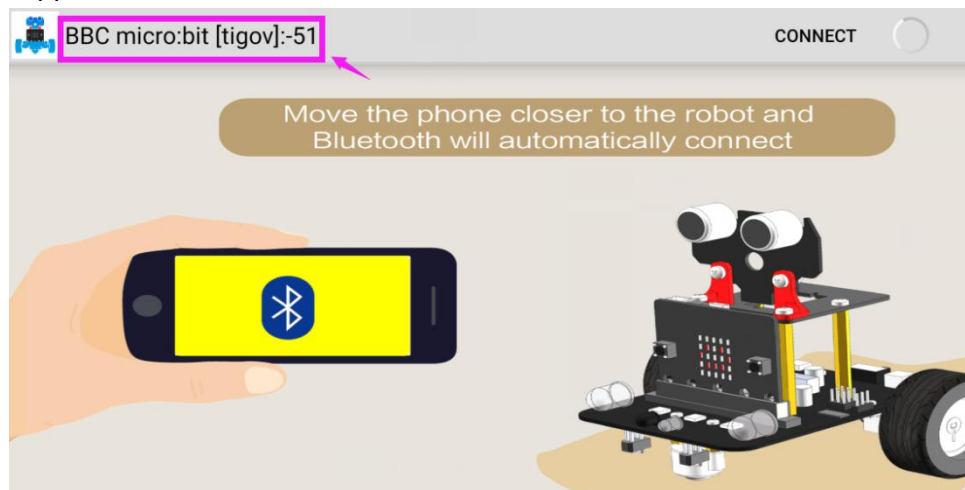 BBC micro:bit [tigov]:-51
CONNECT
Move the phone closer to the robot and
Bluetooth will automatically connect